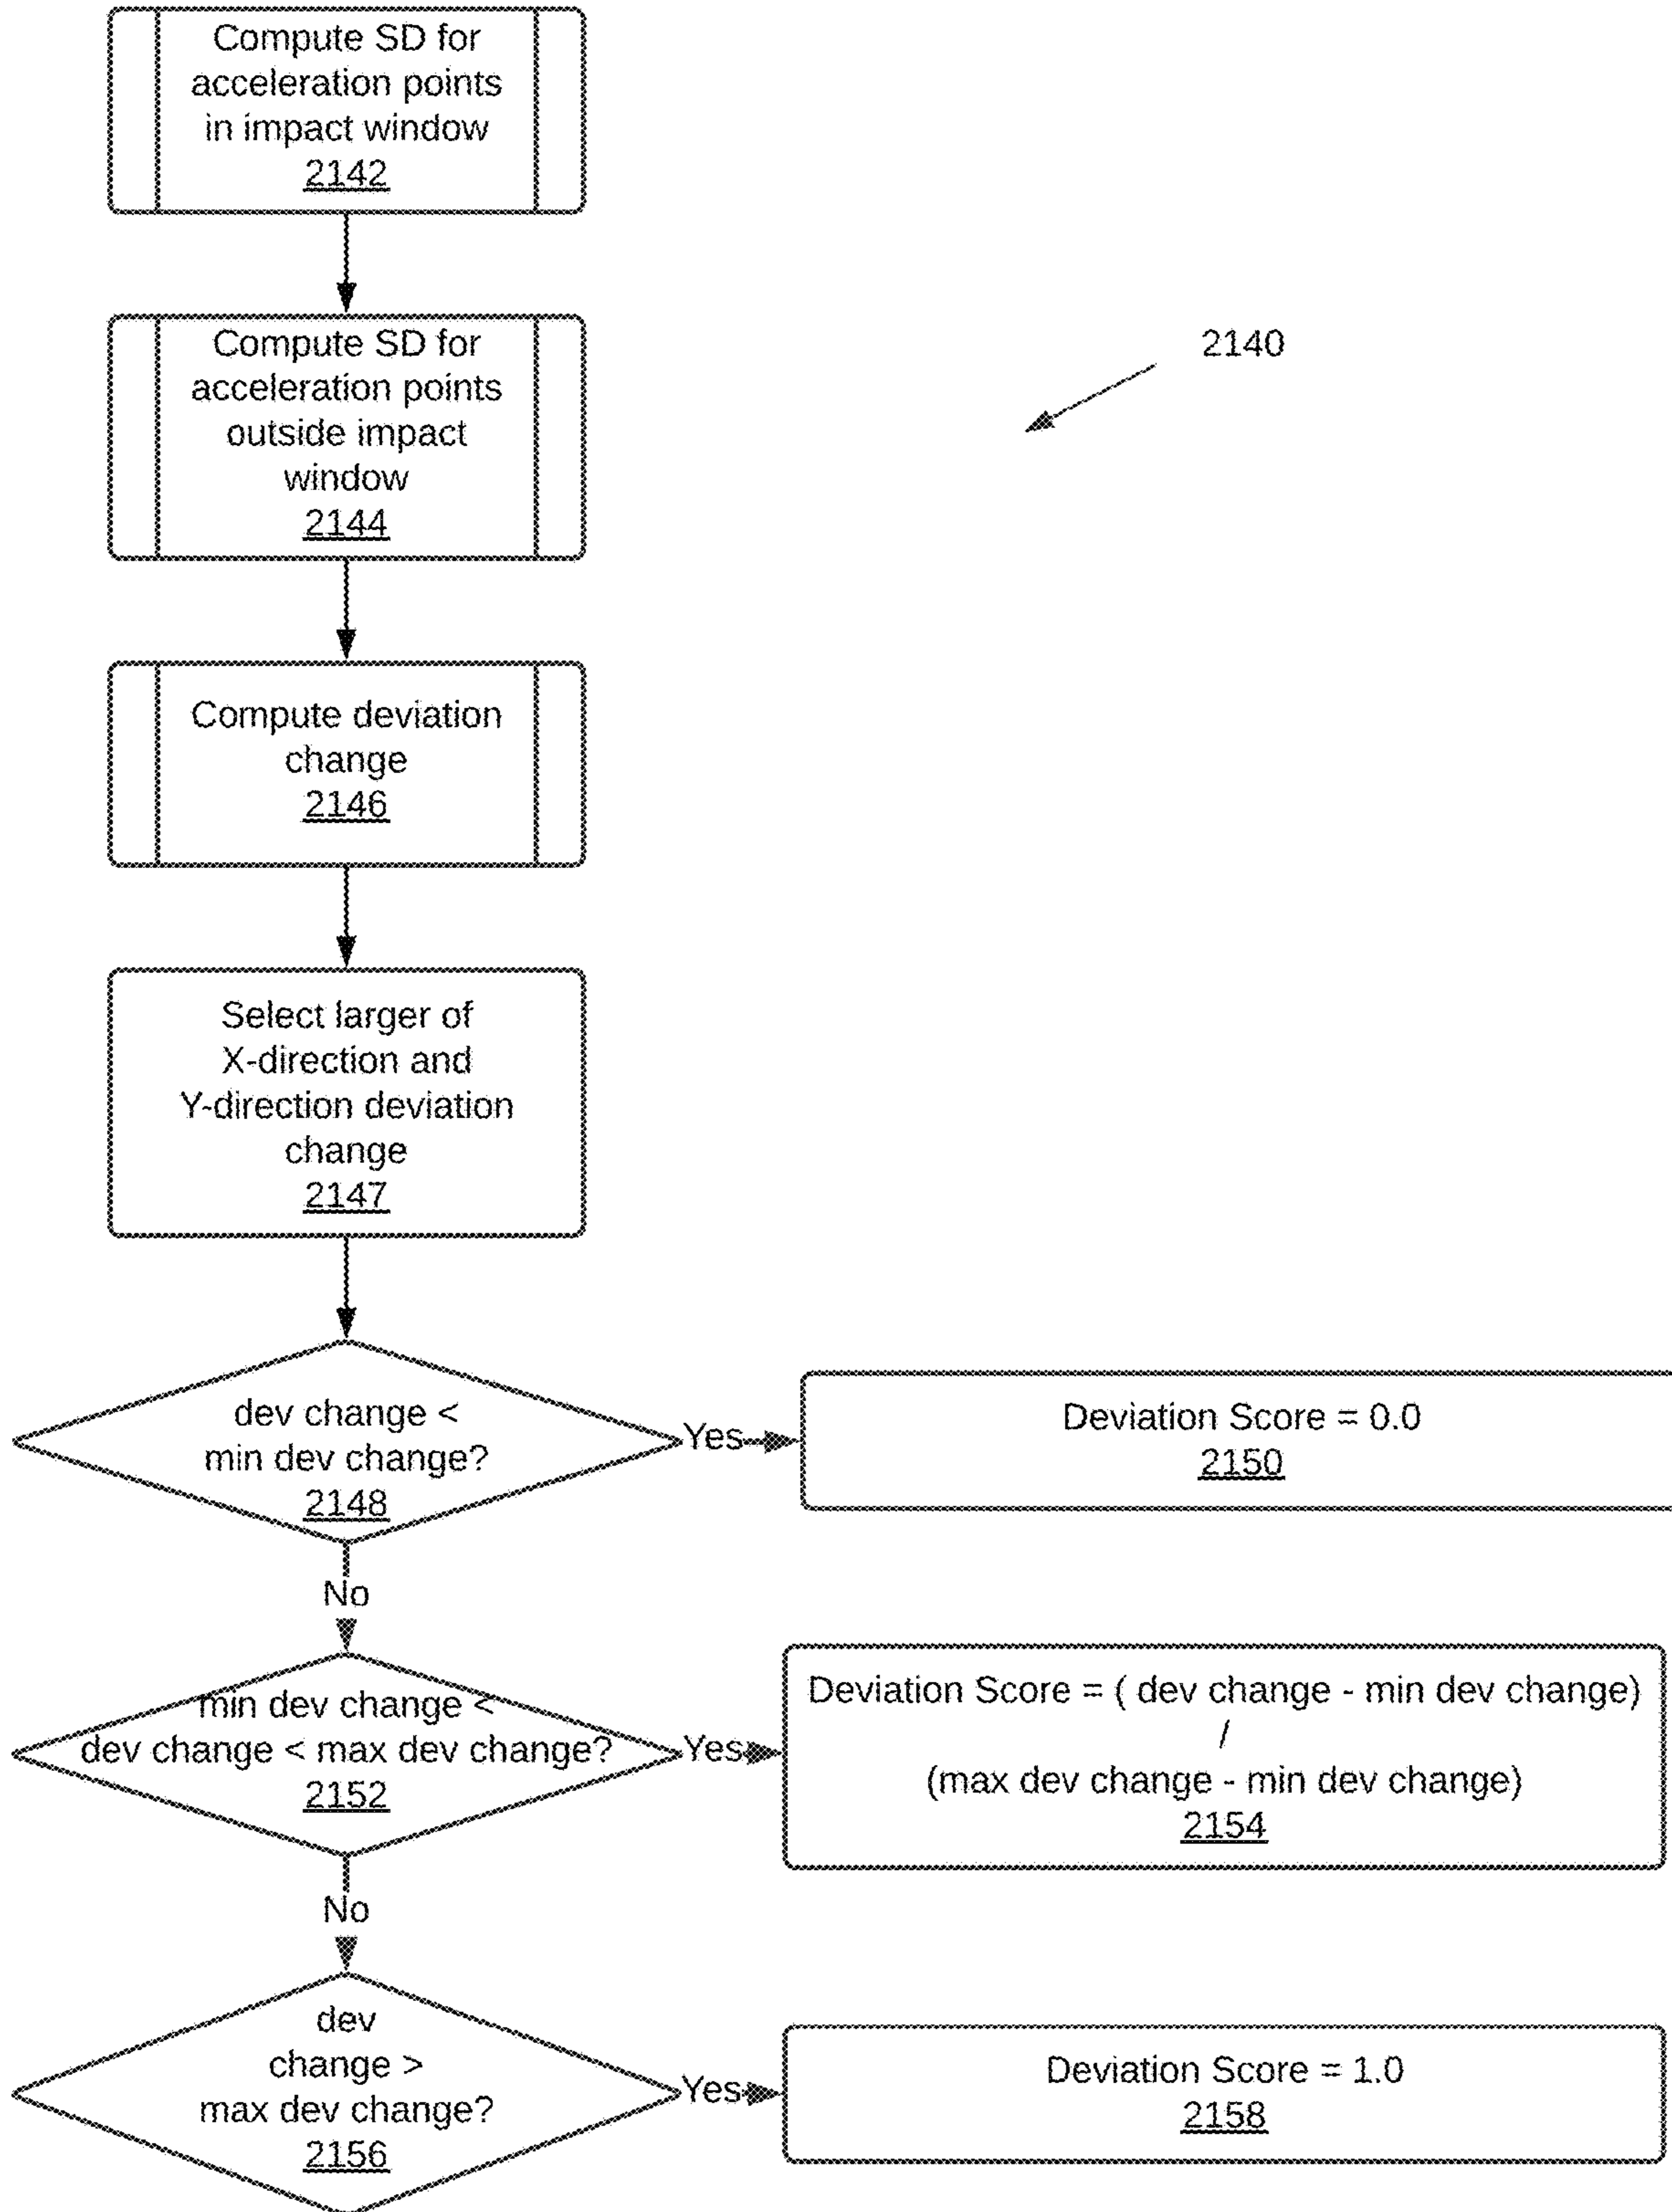 Compute SD for
acceleration points
in impact window
2142
Compute SD for
acceleration points
outside impact
window
2144
2140
Compute deviation
change
2146
Select larger of
X-direction and
Y-direction deviation
change
2147
dev change <
min dev change?
2148
Yes
Deviation Score = 0.0
2150
No
min dev change <
dev change < max dev change?
2152
Yes
Deviation Score = ( dev change - min dev change)
/
(max dev change - min dev change)
2154
No
dev
change >
max dev change?
2156
Yes
Deviation Score = 1.0
2158